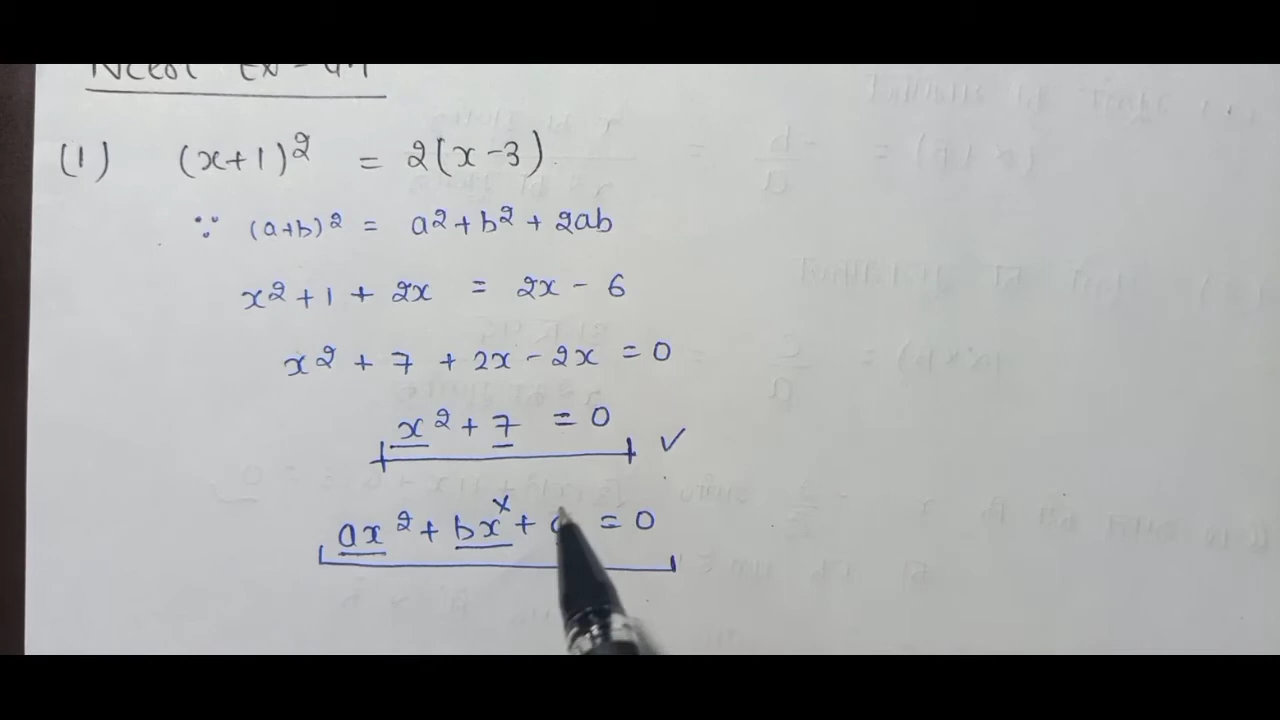 (1) (x+1)² = 2(x-3)
∵ (a+b)² = a²+b²+2ab
x²+1+2x = 2x-6
x²+7+2x-2x=0
x²+7=0 ✓
ax²+bx+ =0